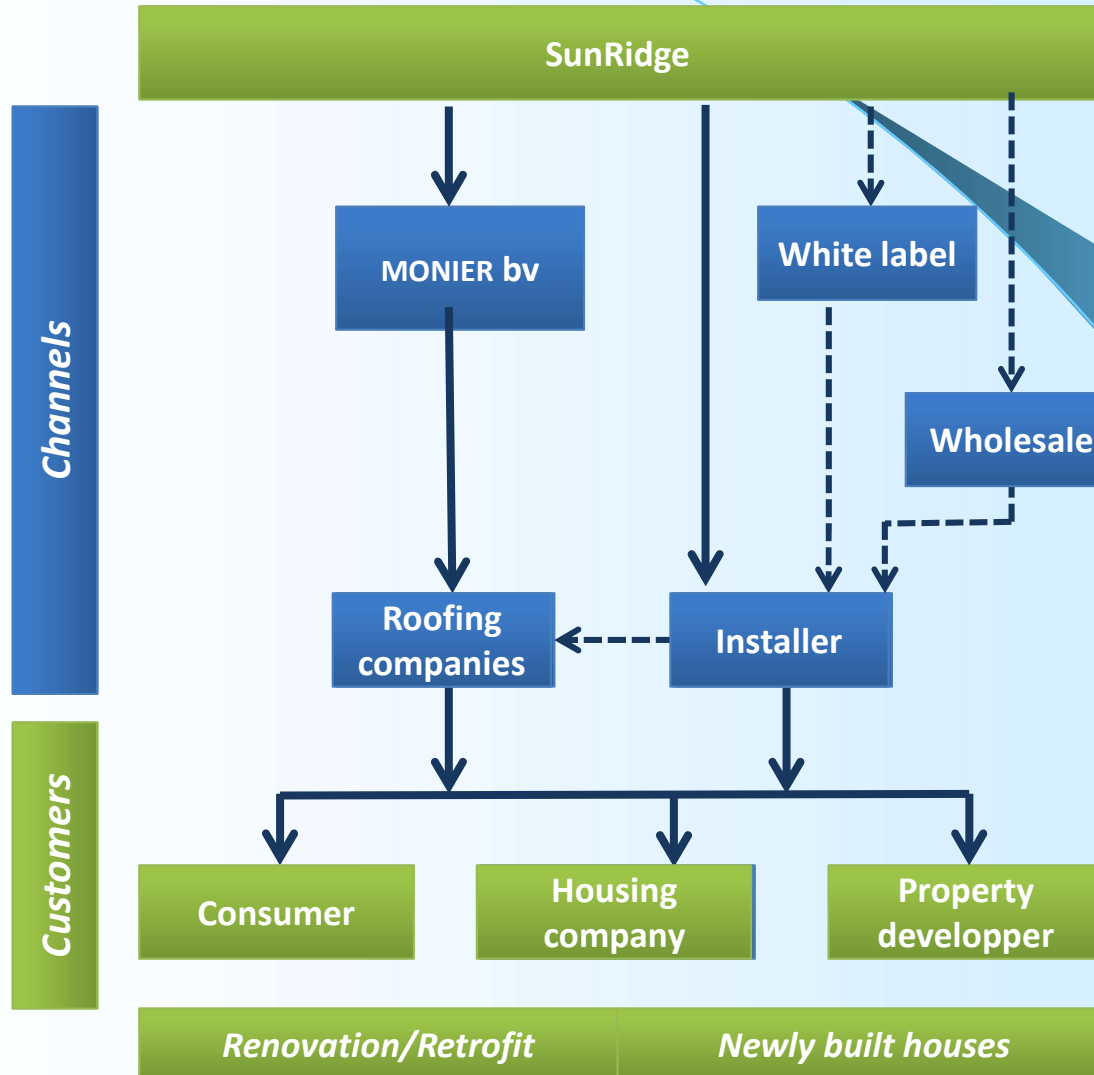 SunRidge
Channels
MONIER bv
White label
Wholesale
Roofing
companies
Installer
Customers
Consumer
Housing
company
Property
developper
Renovation/Retrofit
Newly built houses